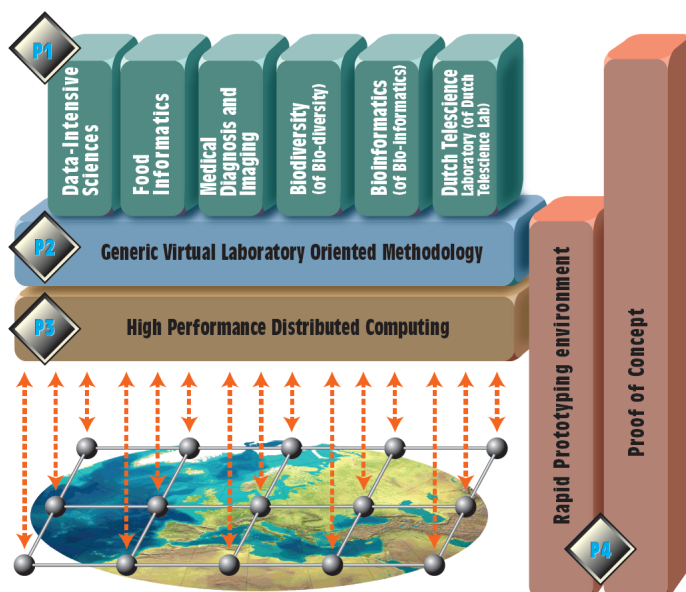 P1
Data-Intensive
Sciences
Food
Informatics
Medical
Diagnosis and
Imaging
Biodiversity
(of Bio-diversity)
Bioinformatics
(of Bio-informatics)
Dutch Telescience
Laboratory (of Dutch
Telescience Lab)
P2
Generic Virtual Laboratory Oriented Methodology
P3
High Performance Distributed Computing
Rapid Prototyping environment
Proof of Concept
P4